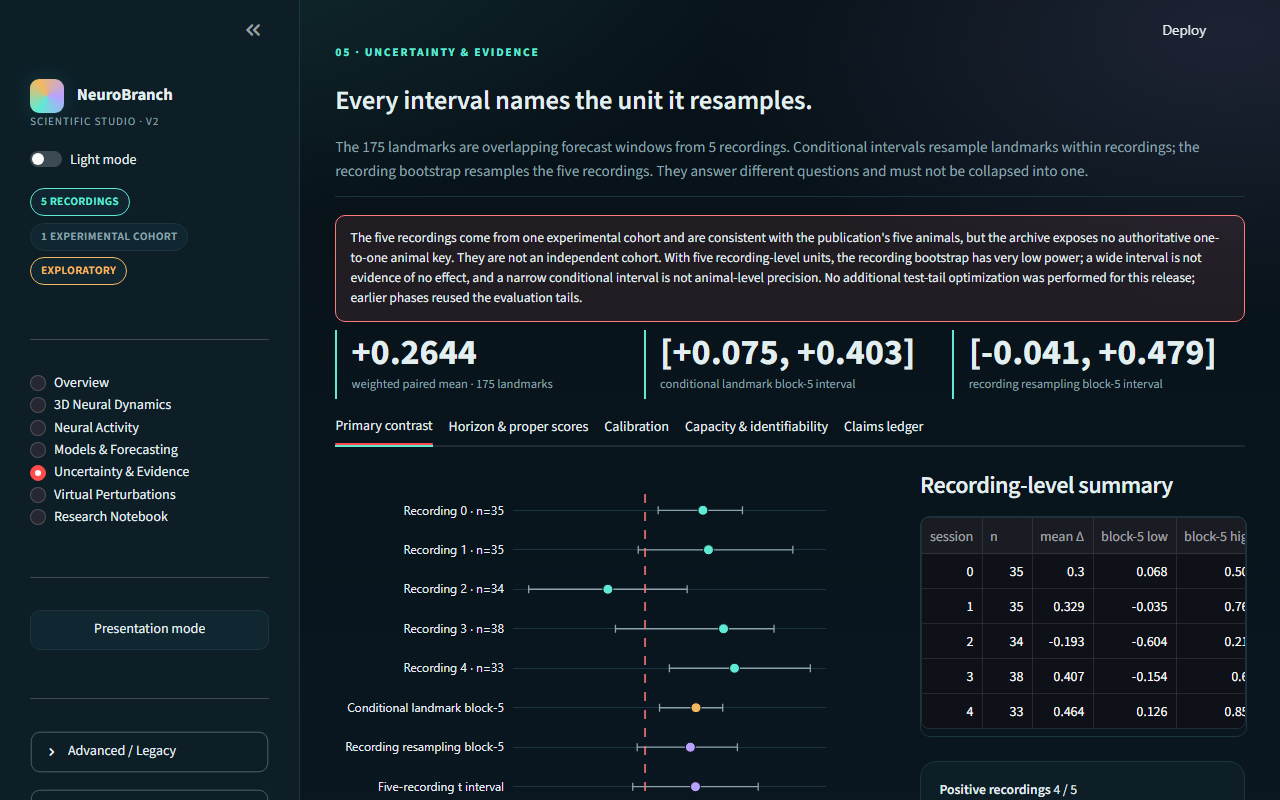 Deploy
NeuroBranch
SCIENTIFIC STUDIO · V2
Light mode
5 RECORDINGS
1 EXPERIMENTAL COHORT
EXPLORATORY
Overview
3D Neural Dynamics
Neural Activity
Models & Forecasting
Uncertainty & Evidence
Virtual Perturbations
Research Notebook
Presentation mode
Advanced / Legacy
05 · UNCERTAINTY & EVIDENCE
Every interval names the unit it resamples.
The 175 landmarks are overlapping forecast windows from 5 recordings. Conditional intervals resample landmarks within recordings; the
recording bootstrap resamples the five recordings. They answer different questions and must not be collapsed into one.
The five recordings come from one experimental cohort and are consistent with the publication's five animals, but the archive exposes no authoritative one-
to-one animal key. They are not an independent cohort. With five recording-level units, the recording bootstrap has very low power; a wide interval is not
evidence of no effect, and a narrow conditional interval is not animal-level precision. No additional test-tail optimization was performed for this release;
earlier phases reused the evaluation tails.
+0.2644
weighted paired mean · 175 landmarks
[+0.075, +0.403]
conditional landmark block-5 interval
[-0.041, +0.479]
recording resampling block-5 interval
Primary contrast Horizon & proper scores Calibration Capacity & identifiability Claims ledger
Recording 0 · n=35
Recording 1 · n=35
Recording 2 · n=34
Recording 3 · n=38
Recording 4 · n=33
Conditional landmark block-5
Recording resampling block-5
Five-recording t interval
Recording-level summary
session n mean Δ block-5 low block-5 hig
0 35 0.3 0.068 0.50
1 35 0.329 -0.035 0.76
2 34 -0.193 -0.604 0.21
3 38 0.407 -0.154 0.6
4 33 0.464 0.126 0.85
Positive recordings 4 / 5